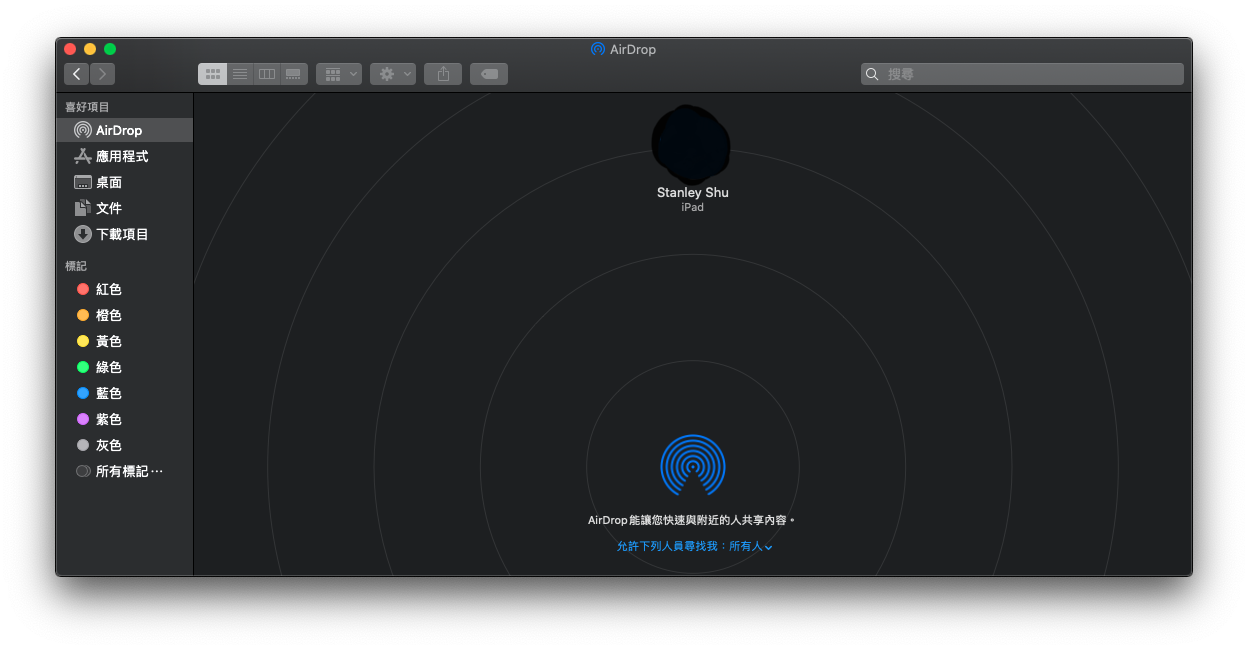 AirDrop
搜尋
喜好項目
AirDrop
應用程式
桌面
文件
下載項目
標記
紅色
橙色
黃色
綠色
藍色
紫色
灰色
所有標記⋯
Stanley Shu
iPad
AirDrop能讓您快速與附近的人共享內容。
允許下列人員尋找我：所有人